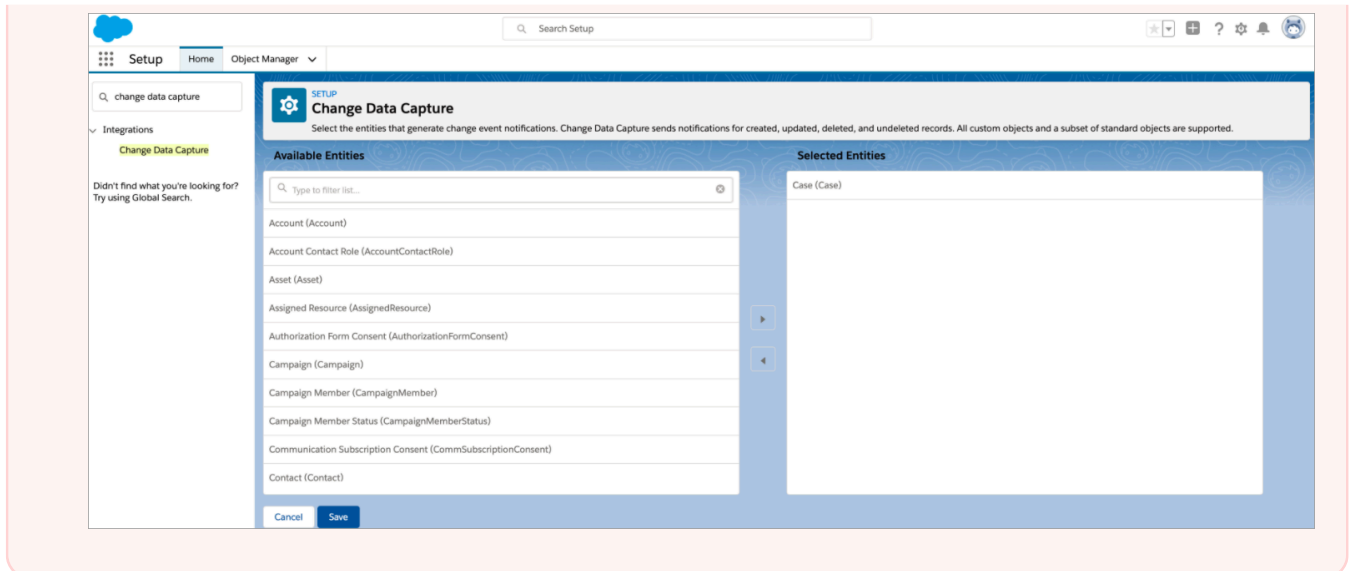 Search Setup
Setup
Home
Object Manager
change data capture
Integrations
Change Data Capture
Didn't find what you're looking for?
Try using Global Search.
SETUP
Change Data Capture
Select the entities that generate change event notifications. Change Data Capture sends notifications for created, updated, deleted, and undeleted records. All custom objects and a subset of standard objects are supported.
Available Entities
Type to filter list...
Account (Account)
Account Contact Role (AccountContactRole)
Asset (Asset)
Assigned Resource (AssignedResource)
Authorization Form Consent (AuthorizationFormConsent)
Campaign (Campaign)
Campaign Member (CampaignMember)
Campaign Member Status (CampaignMemberStatus)
Communication Subscription Consent (CommSubscriptionConsent)
Contact (Contact)
Selected Entities
Case (Case)
Cancel
Save